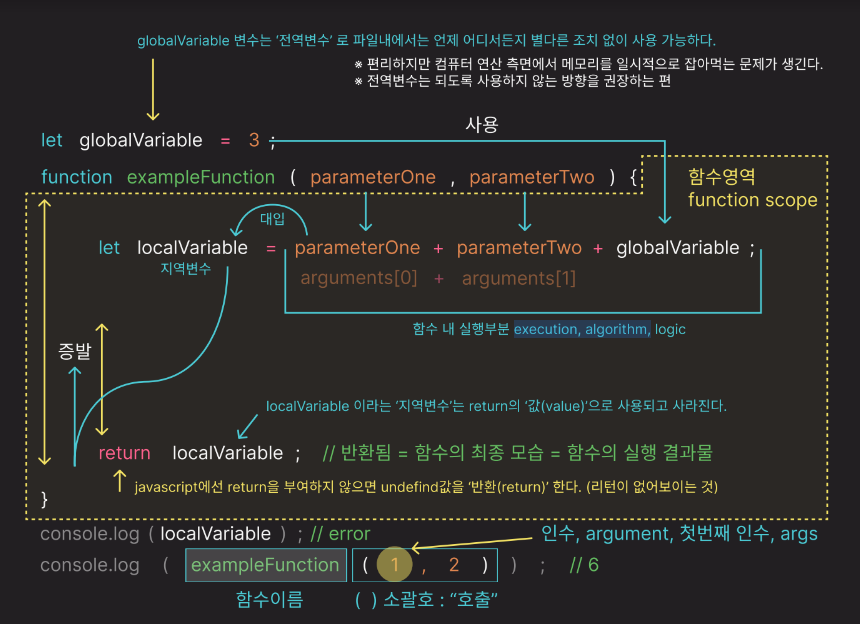 globalVariable 변수는 ‘전역변수’ 로 파일내에서는 언제 어디서든지 별다른 조치 없이 사용 가능하다.
※ 편리하지만 컴퓨터 연산 측면에서 메모리를 일시적으로 잡아먹는 문제가 생긴다.
※ 전역변수는 되도록 사용하지 않는 방향을 권장하는 편
사용
let globalVariable = 3 ;
function exampleFunction ( parameterOne , parameterTwo ) {
함수영역
function scope
대입
let localVariable = parameterOne + parameterTwo + globalVariable ;
지역변수
arguments[0] + arguments[1]
함수 내 실행부분 execution, algorithm, logic
증발
localVariable 이라는 ‘지역변수’는 return의 ‘값(value)’으로 사용되고 사라진다.
return localVariable ; // 반환됨 = 함수의 최종 모습 = 함수의 실행 결과물
javascript에선 return을 부여하지 않으면 undefind값을 ‘반환(return)’ 한다. (리턴이 없어보이는 것)
}
console.log ( localVariable ) ; // error
인수, argument, 첫번째 인수, args
console.log ( exampleFunction ( 1 , 2 ) ) ; // 6
함수이름
( ) 소괄호 : “호출”